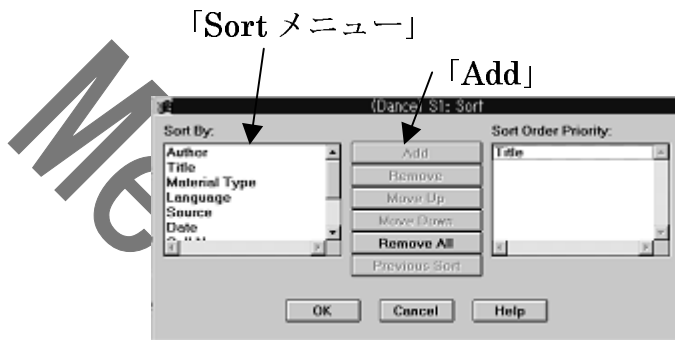 「Sort メニュー」
「Add」
(Dance) S1: Sort
Sort By:
Author
Title
Material Type
Language
Source
Date
Add
Remove
Move Up
Move Down
Remove All
Previous Sort
Sort Order Priority:
Title
OK
Cancel
Help
Me